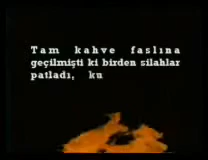 Tam kahve faslına
geçilmişti ki birden silahlar
patladı, ku